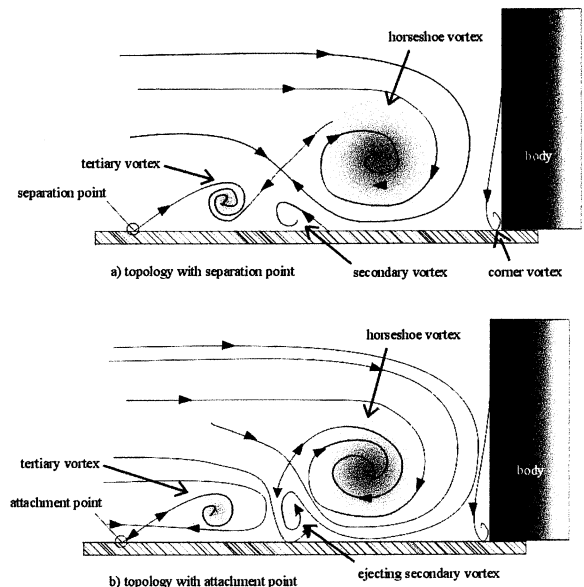 horseshoe vortex
body
tertiary vortex
separation point
a) topology with separation point
secondary vortex
corner vortex
horseshoe vortex
body
tertiary vortex
attachment point
ejecting secondary vortex
b) topology with attachment point